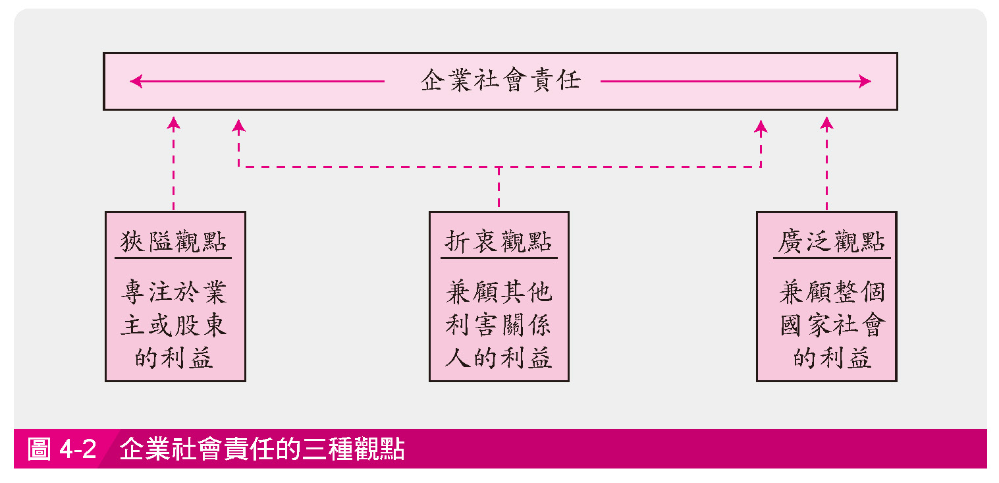 企業社會責任
狹隘觀點
專注於業
主或股東
的利益
折衷觀點
兼顧其他
利害關係
人的利益
廣泛觀點
兼顧整個
國家社會
的利益
圖 4-2 企業社會責任的三種觀點